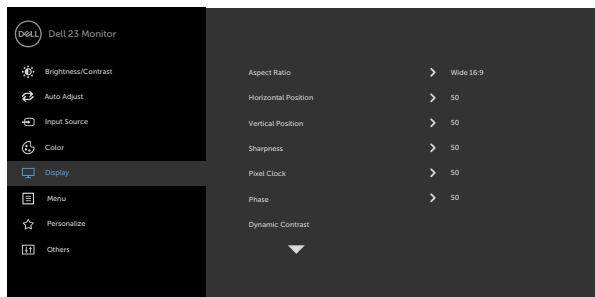 DELL Dell 23 Monitor
Brightness/Contrast
Auto Adjust
Input Source
Color
Display
Menu
Personalize
Others
Aspect Ratio Wide 16:9
Horizontal Position 50
Vertical Position 50
Sharpness 50
Pixel Clock 50
Phase 50
Dynamic Contrast